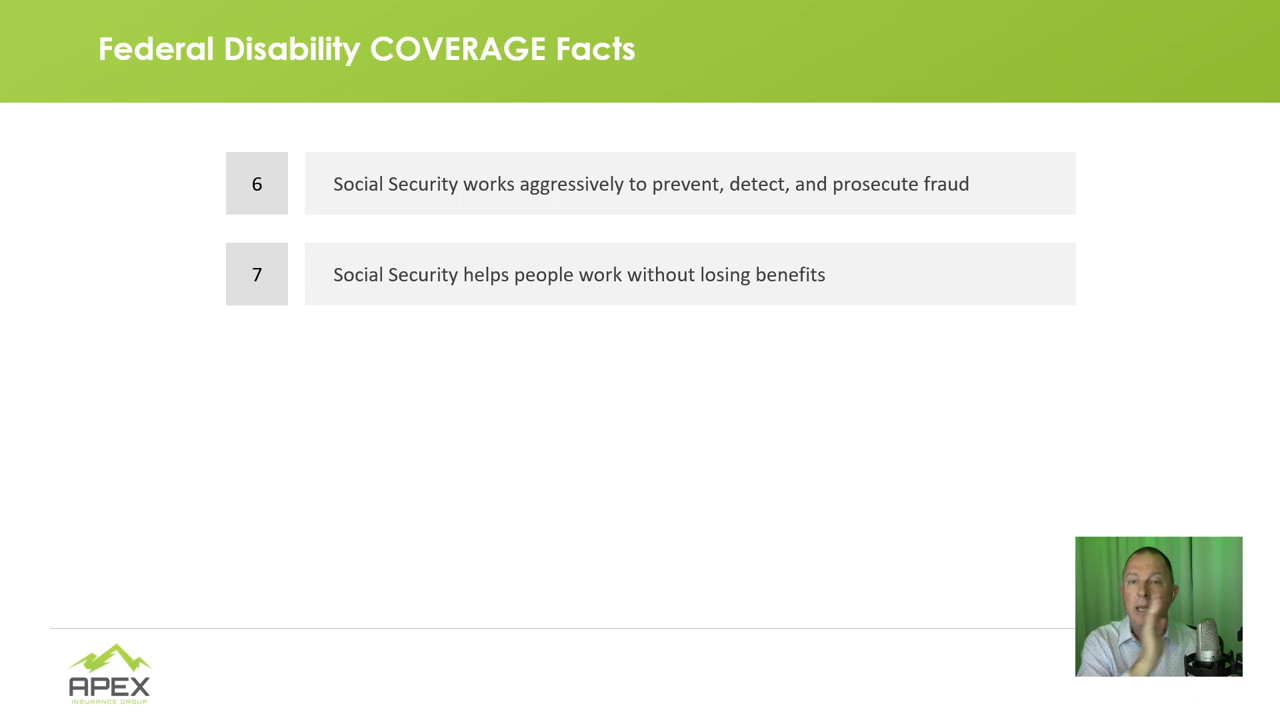 Federal Disability COVERAGE Facts
6
Social Security works aggressively to prevent, detect, and prosecute fraud
7
Social Security helps people work without losing benefits
APEX
INSURANCE GROUP